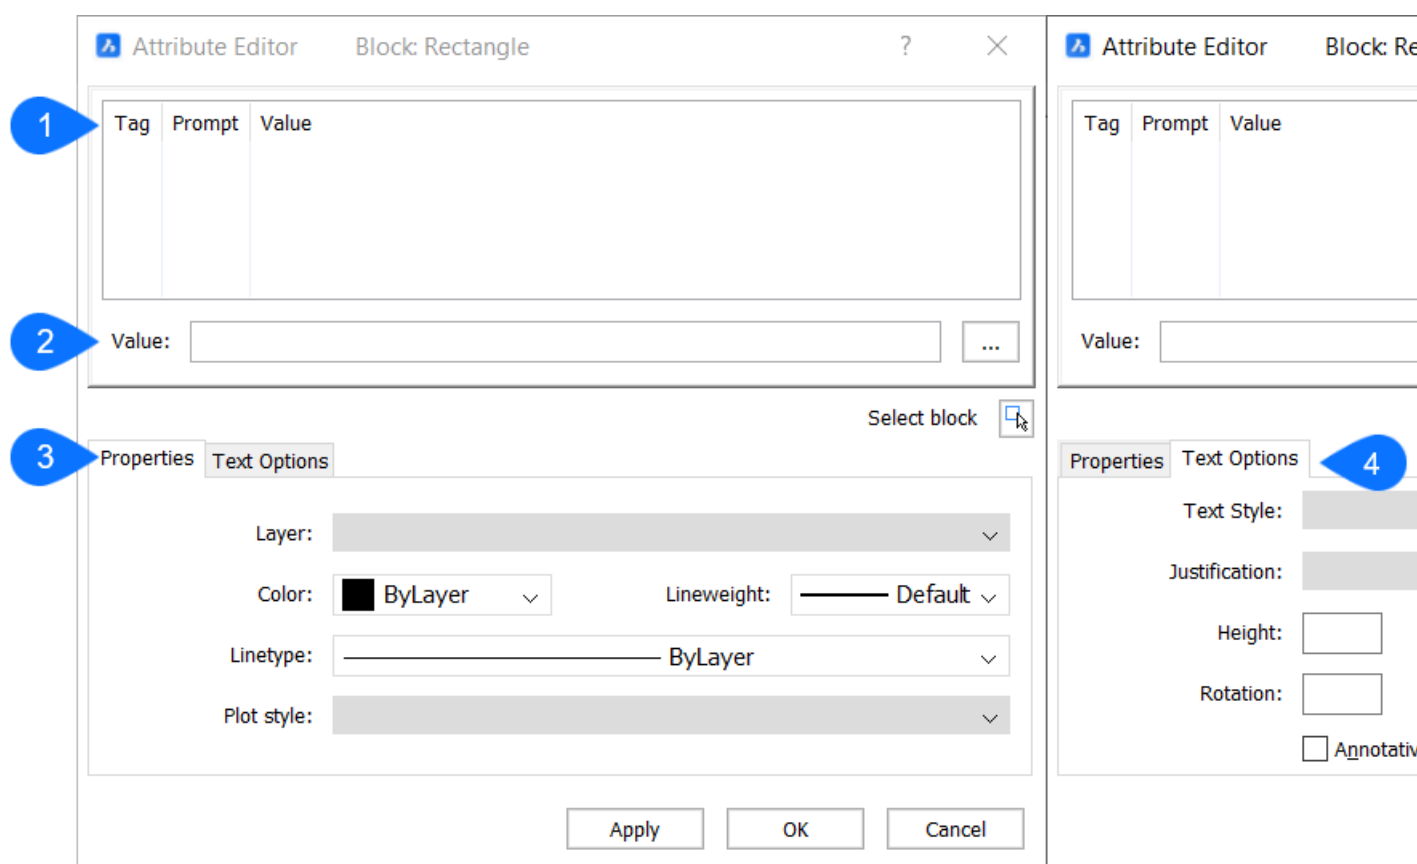 Attribute Editor Block: Rectangle ?
1
Tag Prompt Value
2
Value: ...
Select block
3
Properties Text Options
Layer:
Color: ByLayer Lineweight: Default
Linetype: ByLayer
Plot style:
Apply OK Cancel
Attribute Editor Block: Re
Tag Prompt Value
Value:
Properties Text Options
4
Text Style:
Justification:
Height:
Rotation:
Annotativ